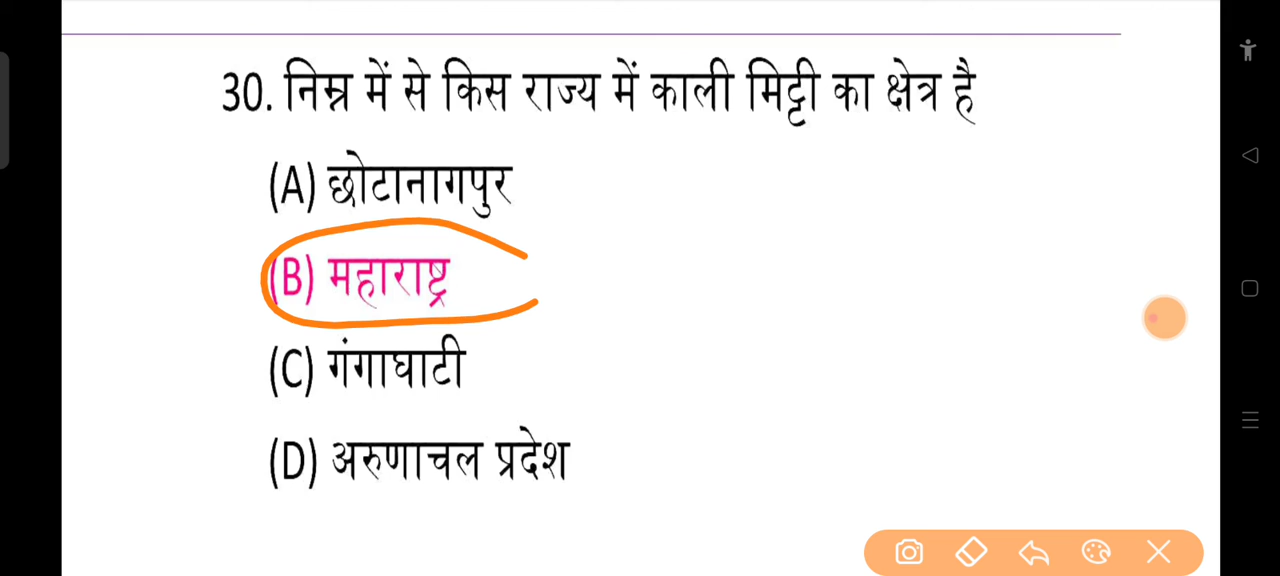 30. निम्न में से किस राज्य में काली मिट्टी का क्षेत्र है
(A) छोटानागपुर
(B) महाराष्ट्र
(C) गंगाघाटी
(D) अरुणाचल प्रदेश